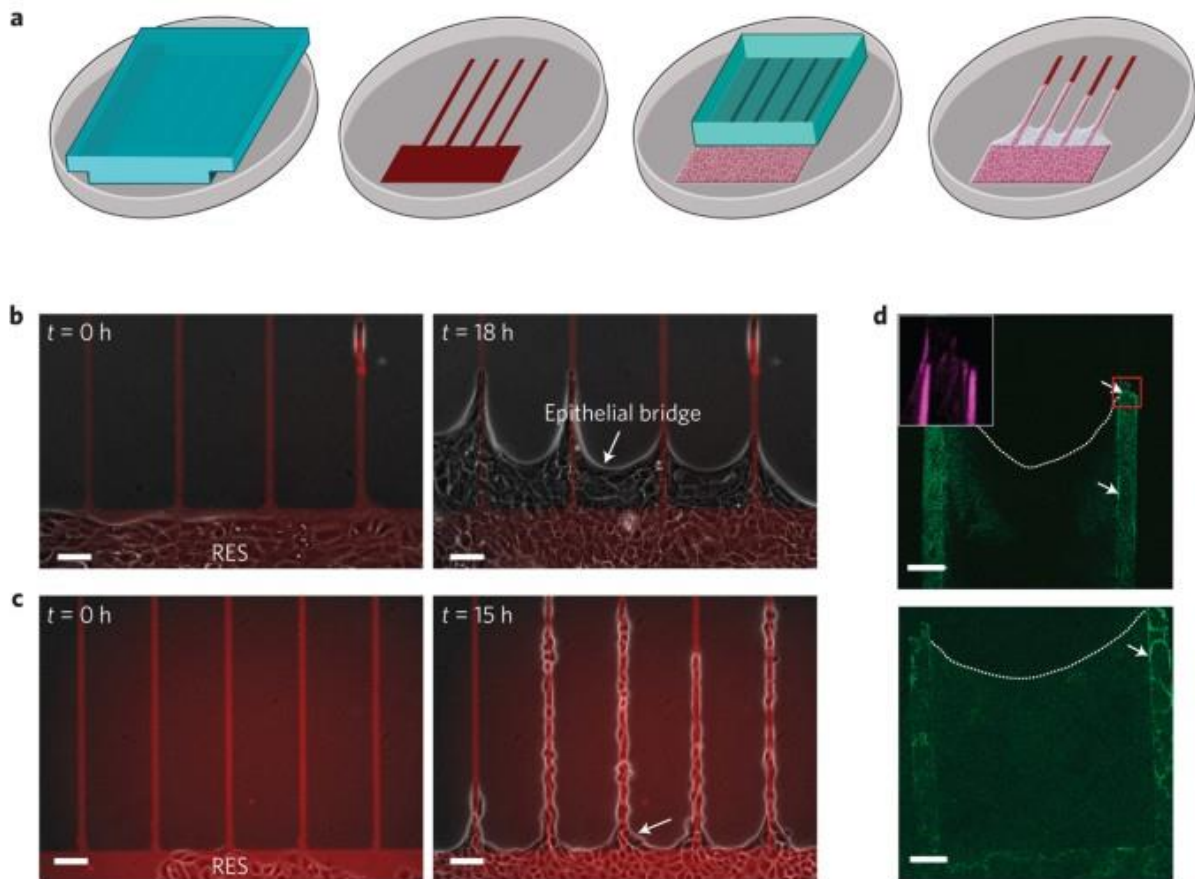 a
b
t = 0 h
RES
t = 18 h
Epithelial bridge
d
c
t = 0 h
RES
t = 15 h